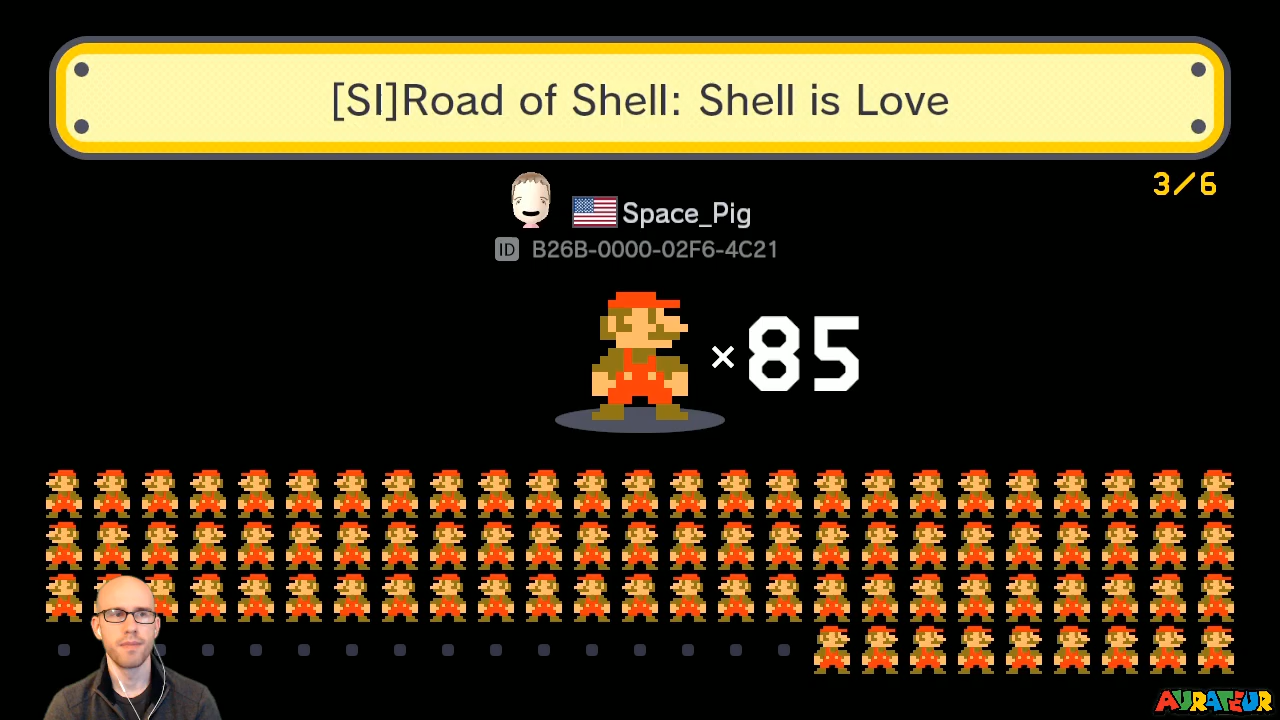 [SI]Road of Shell: Shell is Love
3/6
Space_Pig
ID B26B-0000-02F6-4C21
×85
AURATEUR